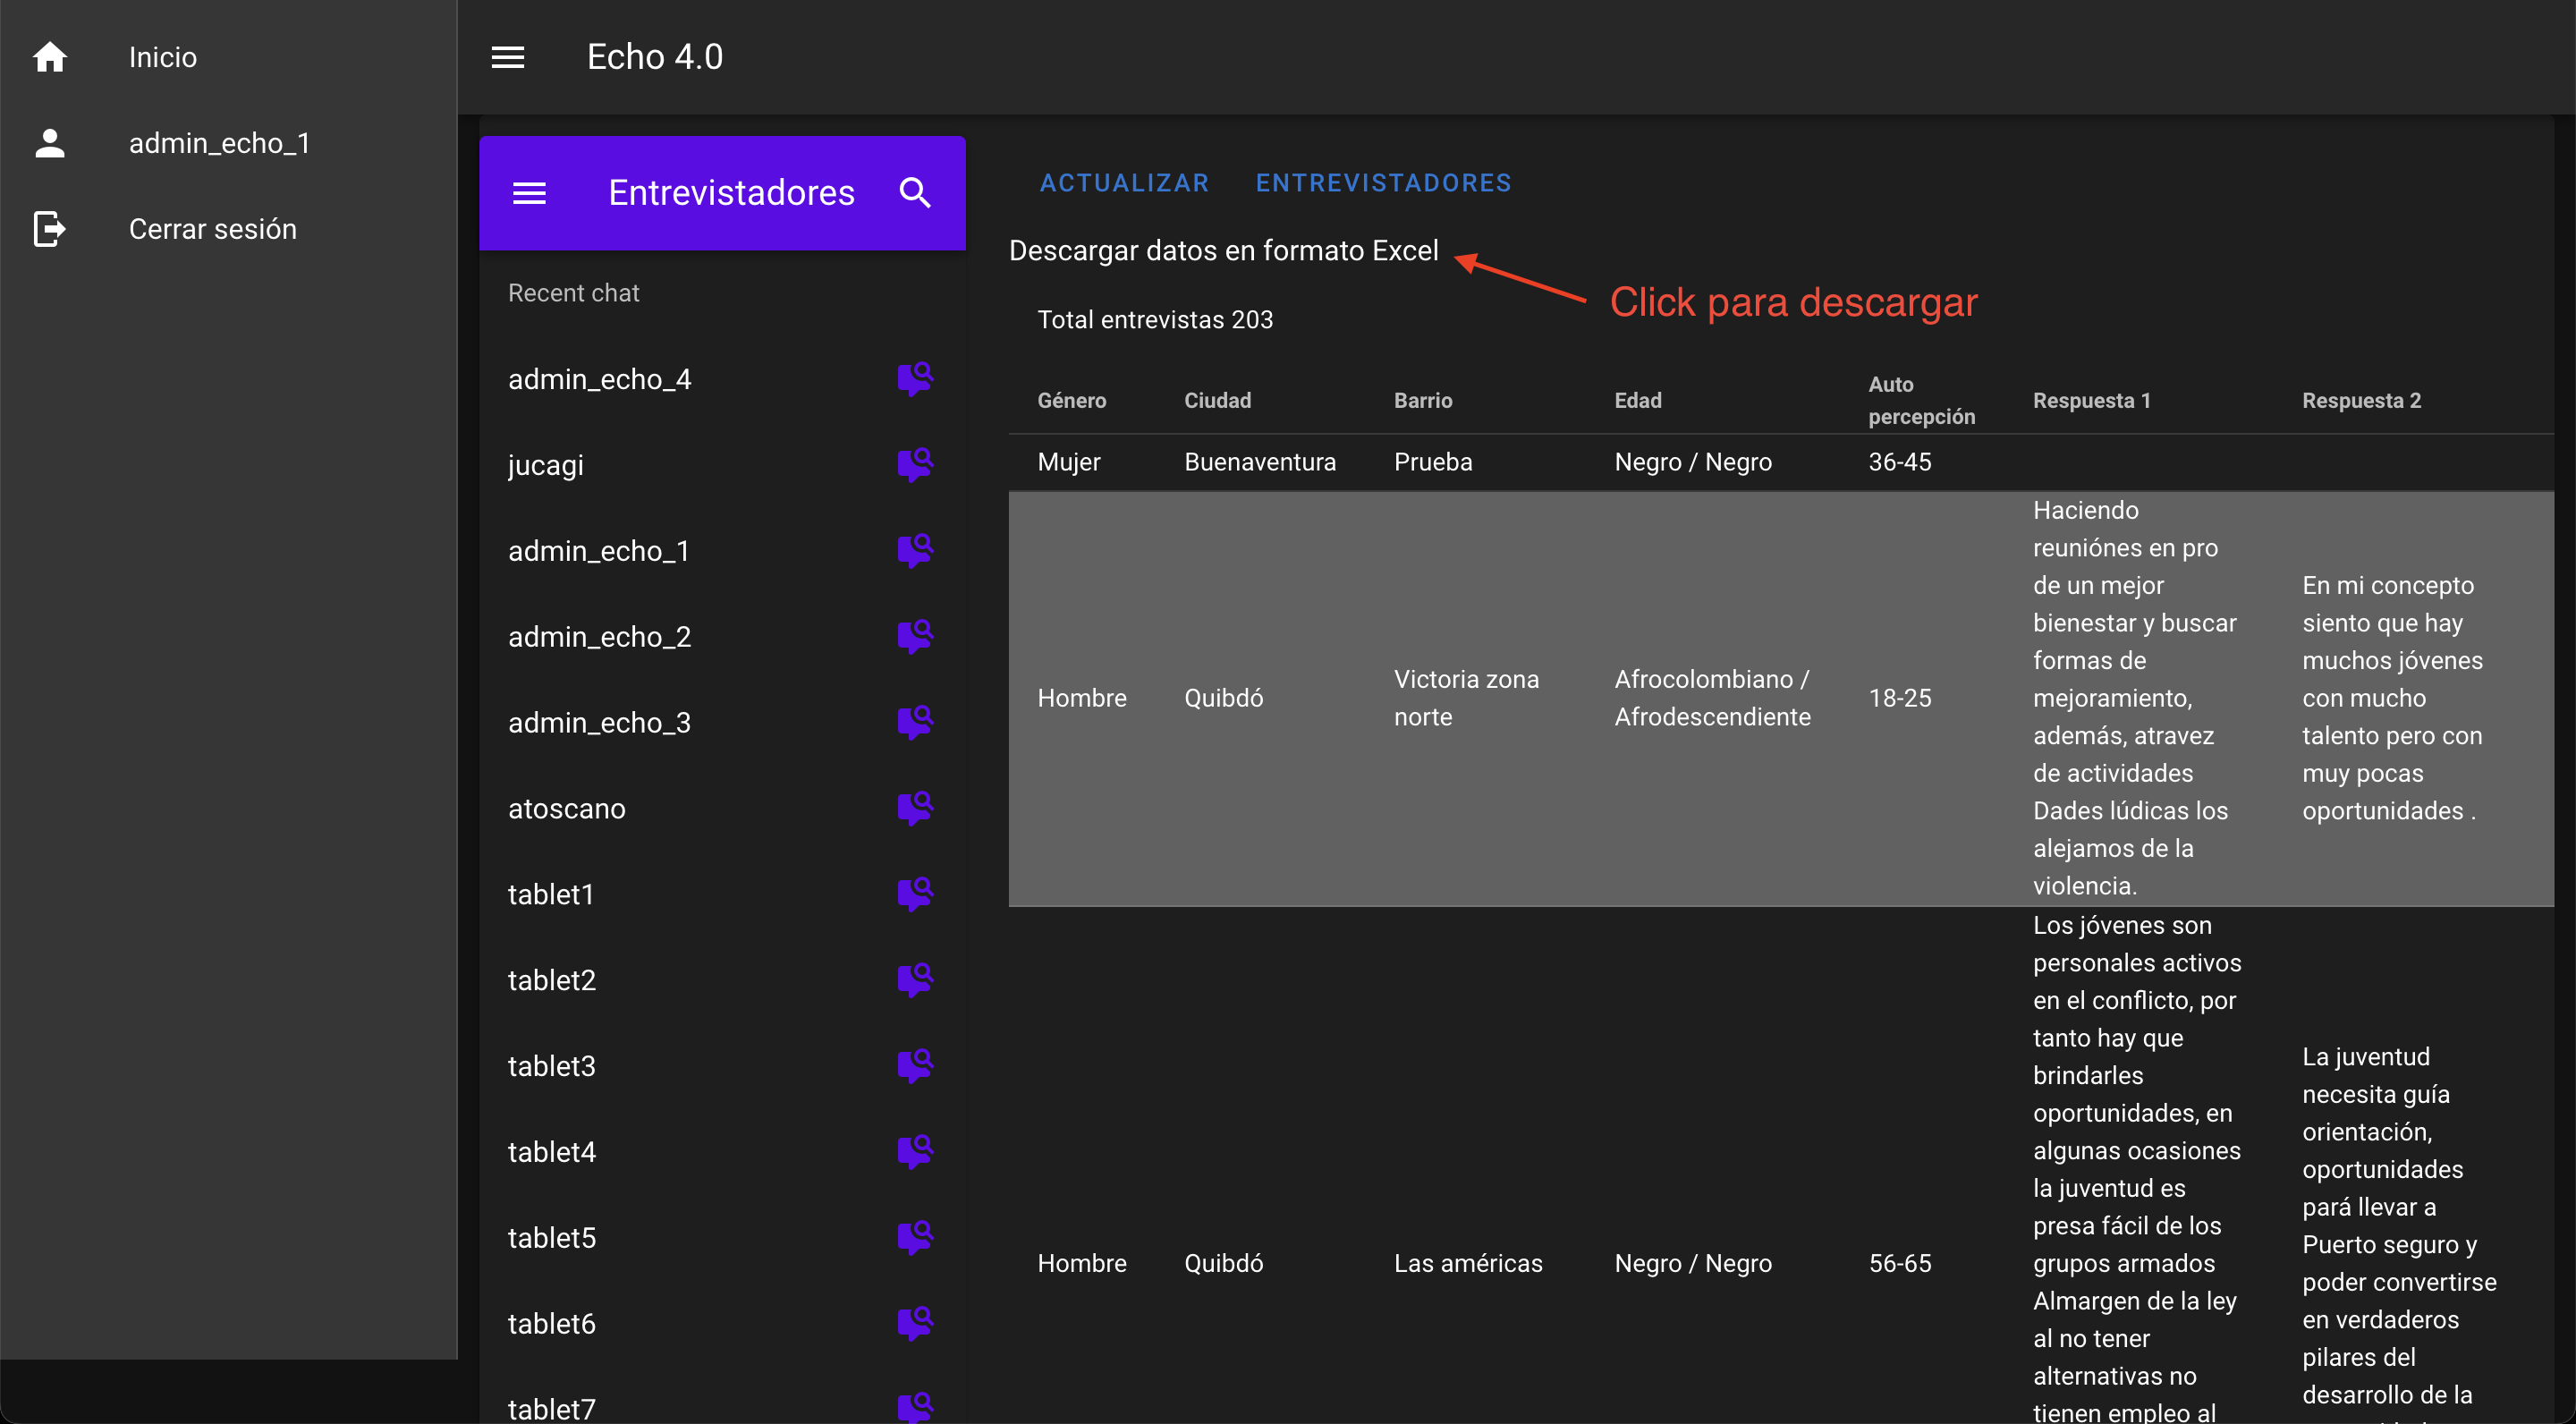 Inicio
admin_echo_1
Cerrar sesión
Echo 4.0
Entrevistadores
Recent chat
admin_echo_4
jucagi
admin_echo_1
admin_echo_2
admin_echo_3
atoscano
tablet1
tablet2
tablet3
tablet4
tablet5
tablet6
tablet7
ACTUALIZAR ENTREVISTADORES
Descargar datos en formato Excel
Click para descargar
Total entrevistas 203
Género Ciudad Barrio Edad Auto percepción Respuesta 1 Respuesta 2
Mujer Buenaventura Prueba Negro / Negro 36-45
Hombre
Quibdó
Victoria zona
norte
Afrocolombiano /
Afrodescendiente
18-25
Haciendo
reuniónes en pro
de un mejor
bienestar y buscar
formas de
mejoramiento,
además, atravez
de actividades
Dades lúdicas los
alejamos de la
violencia.
En mi concepto
siento que hay
muchos jóvenes
con mucho
talento pero con
muy pocas
oportunidades .
Hombre
Quibdó
Las américas
Negro / Negro
56-65
Los jóvenes son
personales activos
en el conflicto, por
tanto hay que
brindarles
oportunidades, en
algunas ocasiones
la juventud es
presa fácil de los
grupos armados
Almargen de la ley
al no tener
alternativas no
tienen empleo al
La juventud
necesita guía
orientación,
oportunidades
pará llevar a
Puerto seguro y
poder convertirse
en verdaderos
pilares del
desarrollo de la